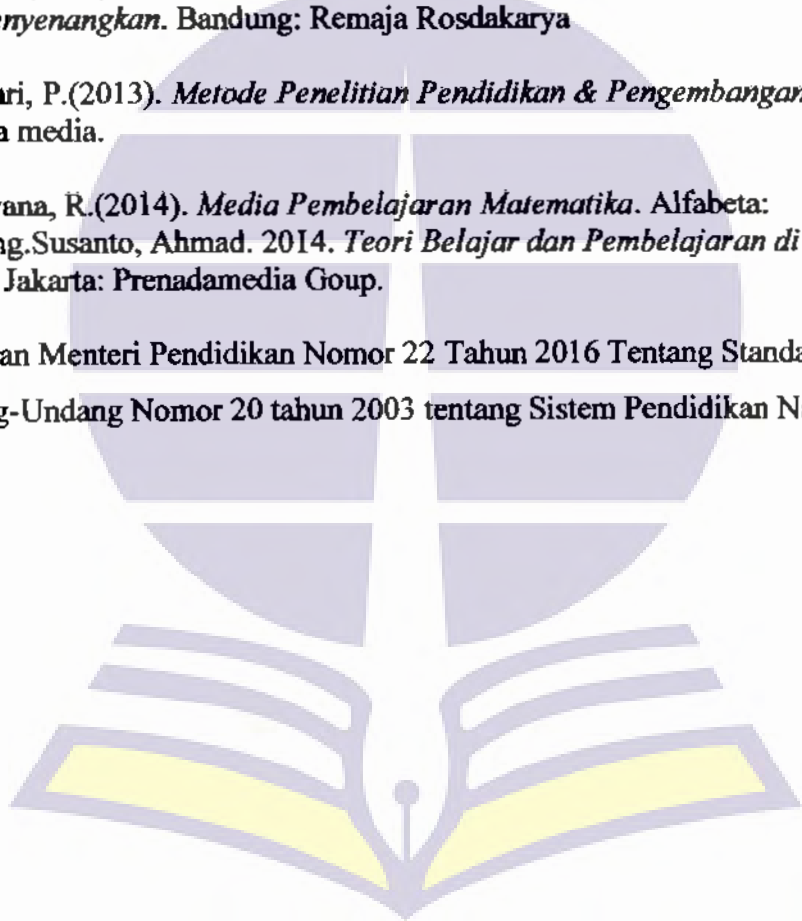 nyenangkan. Bandung: Remaja Rosdakarya
ari, P.(2013). Metode Penelitian Pendidikan & Pengembangan
a media.
ana, R.(2014). Media Pembelajaran Matematika. Alfabeta:
ng.Susanto, Ahmad. 2014. Teori Belajar dan Pembelajaran di
Jakarta: Prenadamedia Goup.
an Menteri Pendidikan Nomor 22 Tahun 2016 Tentang Standa
g-Undang Nomor 20 tahun 2003 tentang Sistem Pendidikan N